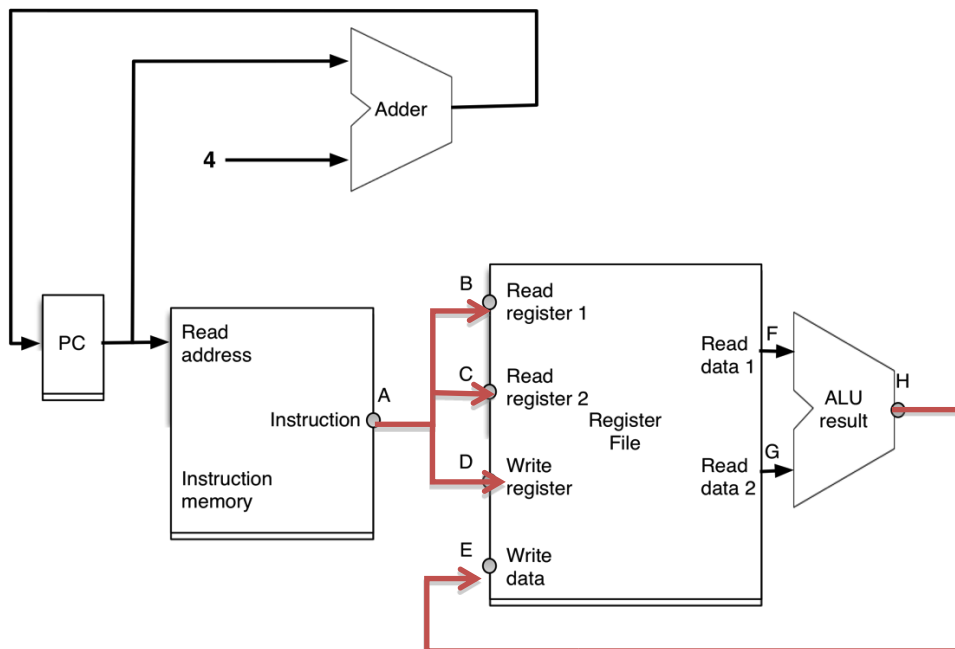 Adder
4
B
Read
register 1
PC
Read
address
Read
data 1
F
C
Read
register 2
A
H
ALU
result
Instruction
Register
File
D
Write
register
Read
data 2
G
Instruction
memory
E
Write
data